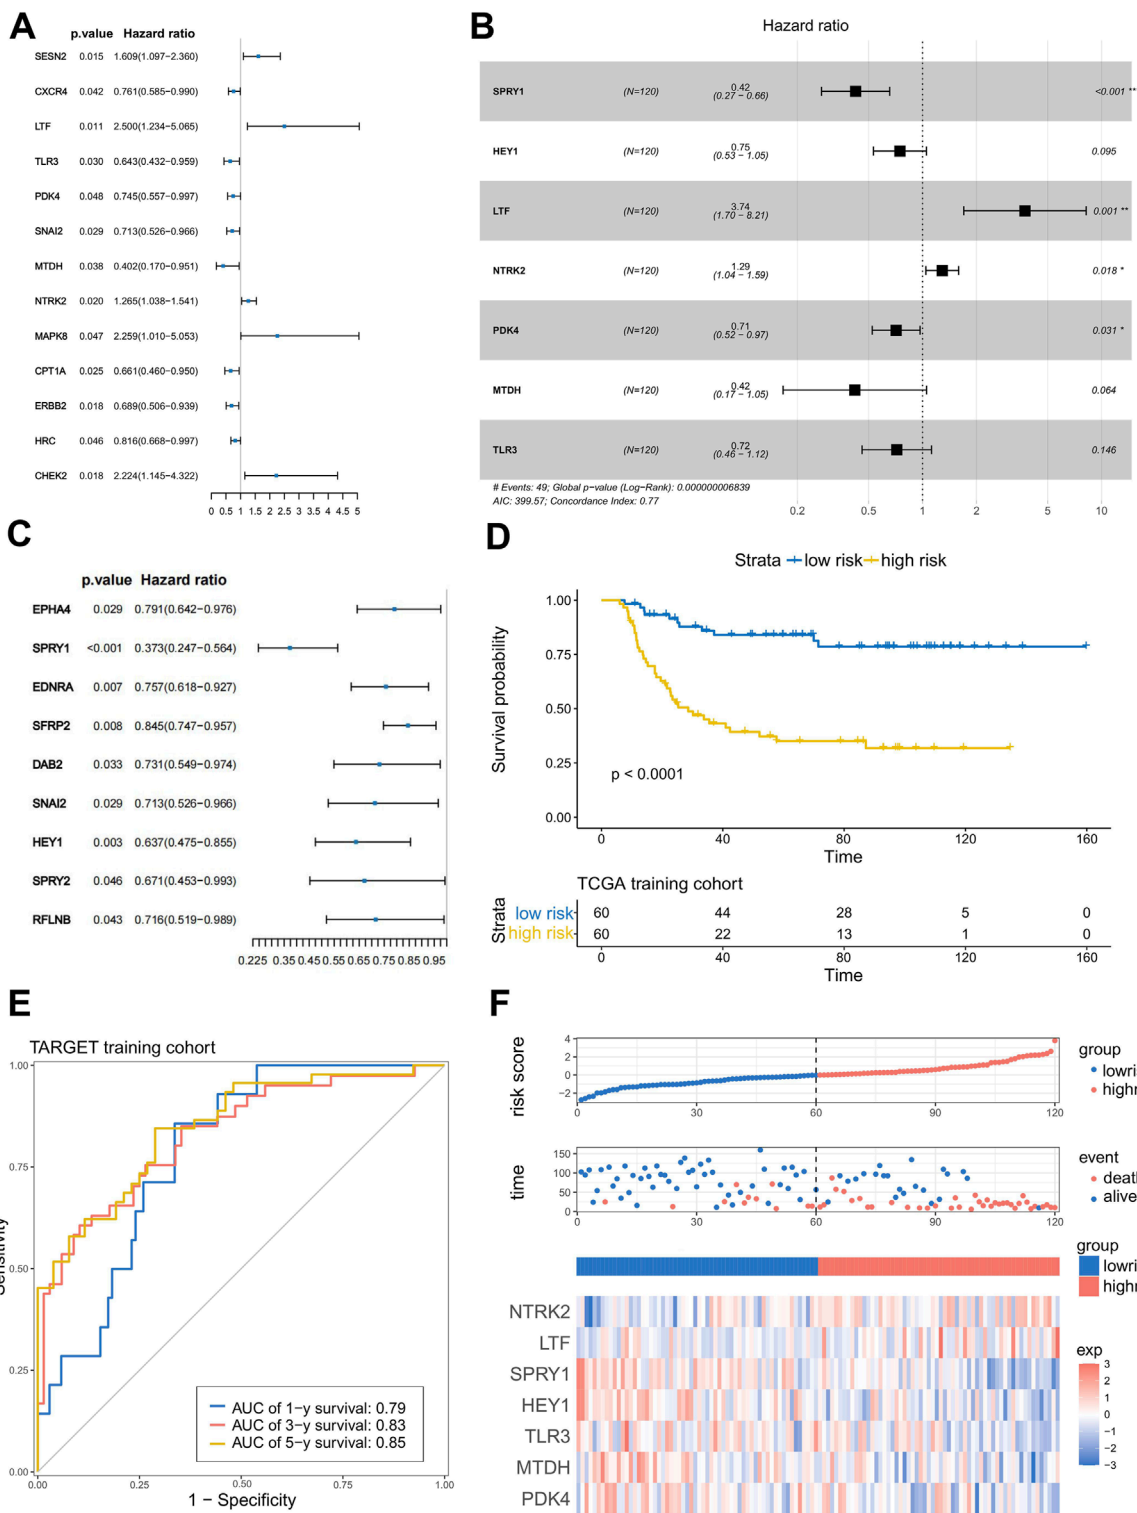 A
p.value Hazard ratio
SESN2 0.015 1.609(1.097−2.360)
CXCR4 0.042 0.761(0.585−0.990)
LTF 0.011 2.500(1.234−5.065)
TLR3 0.030 0.643(0.432−0.959)
PDK4 0.048 0.745(0.557−0.997)
SNAI2 0.029 0.713(0.526−0.966)
MTDH 0.038 0.402(0.170−0.951)
NTRK2 0.020 1.265(1.038−1.541)
MAPK8 0.047 2.259(1.010−5.053)
CPT1A 0.025 0.661(0.460−0.950)
ERBB2 0.018 0.689(0.506−0.939)
HRC 0.046 0.816(0.668−0.997)
CHEK2 0.018 2.224(1.145−4.322)
0 0.5 1 1.5 2 2.5 3 3.5 4 4.5 5
B
Hazard ratio
SPRY1 (N=120) 0.42 <0.001 **
(0.27 − 0.66)
HEY1 (N=120) 0.75 0.095
(0.53 − 1.05)
LTF (N=120) 3.74 0.001 **
(1.70 − 8.21)
NTRK2 (N=120) 1.29 0.018 *
(1.04 − 1.59)
PDK4 (N=120) 0.71 0.031 *
(0.52 − 0.97)
MTDH (N=120) 0.42 0.064
(0.17 − 1.05)
TLR3 (N=120) 0.72 0.146
(0.46 − 1.12)
# Events: 49; Global p−value (Log−Rank): 0.000000006839
AIC: 399.57; Concordance Index: 0.77
0.2 0.5 1 2 5 10
C
p.value Hazard ratio
EPHA4 0.029 0.791(0.642−0.976)
SPRY1 <0.001 0.373(0.247−0.564)
EDNRA 0.007 0.757(0.618−0.927)
SFRP2 0.008 0.845(0.747−0.957)
DAB2 0.033 0.731(0.549−0.974)
SNAI2 0.029 0.713(0.526−0.966)
HEY1 0.003 0.637(0.475−0.855)
SPRY2 0.046 0.671(0.453−0.993)
RFLNB 0.043 0.716(0.519−0.989)
0.225 0.35 0.45 0.55 0.65 0.75 0.85 0.95
D
Strata low risk high risk
Survival probability
1.00
0.75
0.50
0.25
0.00
p < 0.0001
0 40 80 120 160
Time
TCGA training cohort
Strata
low risk 60 44 28 5 0
high risk 60 22 13 1 0
0 40 80 120 160
Time
E
TARGET training cohort
Sensitivity
1.00
0.75
0.50
0.25
0.00
AUC of 1−y survival: 0.79
AUC of 3−y survival: 0.83
AUC of 5−y survival: 0.85
0.00 0.25 0.50 0.75 1.00
1 − Specificity
F
risk score
4
2
0
−2
0 30 60 90 120
group
lowri
highr
time
150
100
50
0
0 30 60 90 120
event
death
alive
group
lowri
highr
NTRK2
LTF
SPRY1
HEY1
TLR3
MTDH
PDK4
exp
3
2
1
0
−1
−2
−3